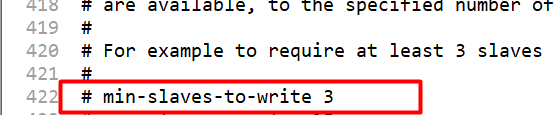 418 # are available, to the specified number of
419 #
420 # For example to require at least 3 slaves
421 #
422 # min-slaves-to-write 3